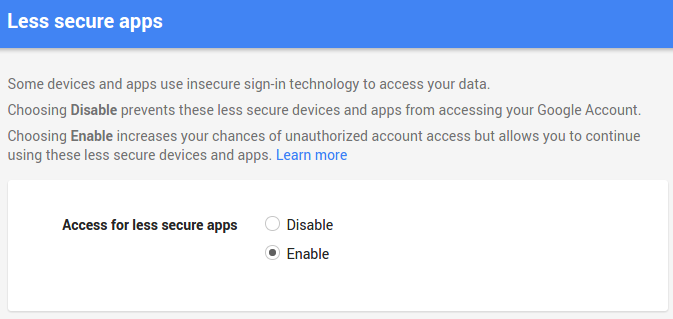 Less secure apps
Some devices and apps use insecure sign-in technology to access your data.
Choosing Disable prevents these less secure devices and apps from accessing your Google Account.
Choosing Enable increases your chances of unauthorized account access but allows you to continue
using these less secure devices and apps. Learn more
Access for less secure apps
Disable
Enable